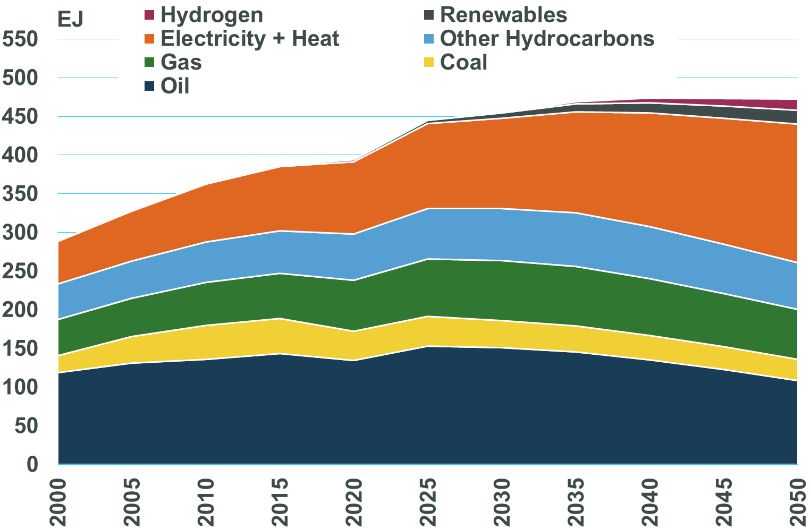 EJ
Hydrogen
Renewables
Electricity + Heat
Other Hydrocarbons
Gas
Coal
Oil
550
500
450
400
350
300
250
200
150
100
50
0
2000
2005
2010
2015
2020
2025
2030
2035
2040
2045
2050